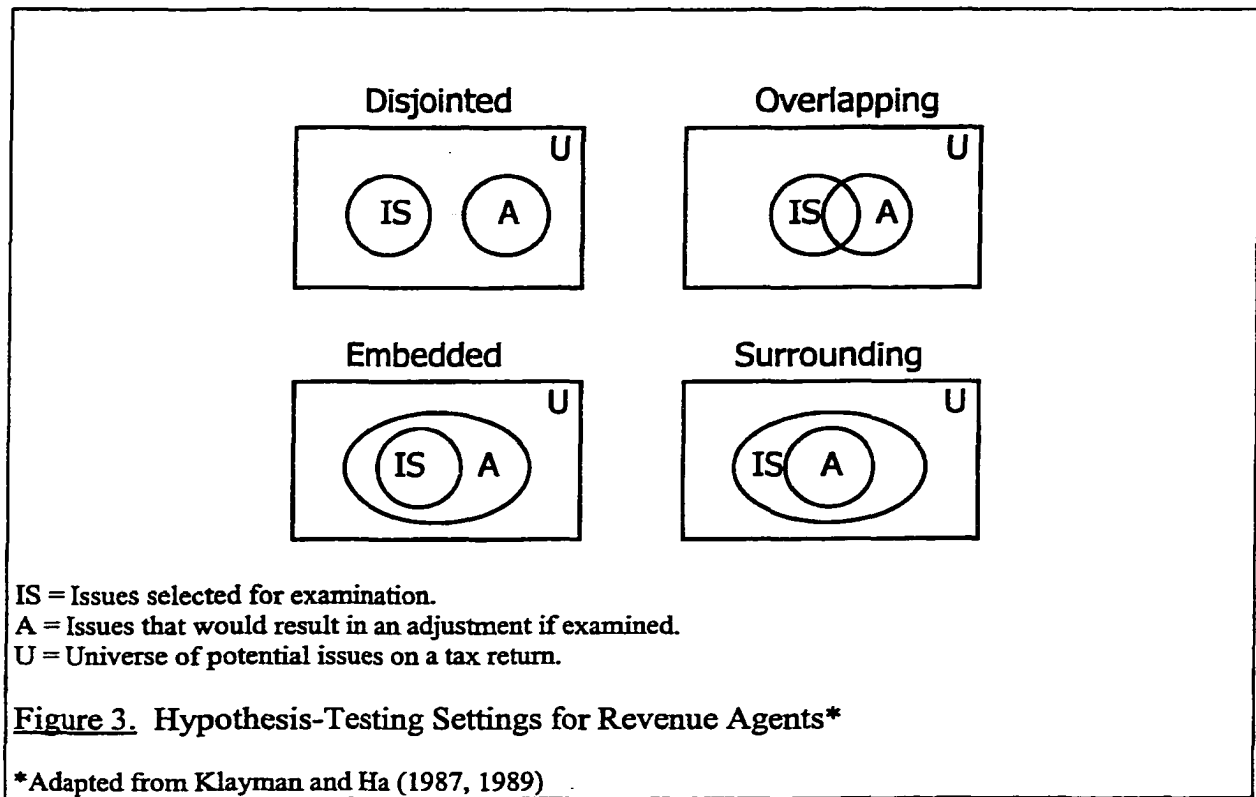 Disjointed
Overlapping
U
U
IS
A
IS
A
Embedded
Surrounding
U
U
IS
A
IS
A
IS = Issues selected for examination.
A = Issues that would result in an adjustment if examined.
U = Universe of potential issues on a tax return.
Figure 3. Hypothesis-Testing Settings for Revenue Agents*
*Adapted from Klayman and Ha (1987, 1989)